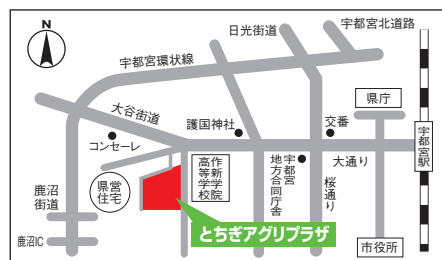 N
日光街道
宇都宮北道路
宇都宮環状線
大谷街道
護国神社
交番
県庁
コンセーレ
宇都宮駅
大通り
作新学院
高等学校
宇都宮
地方合同庁舎
桜通り
県営
住宅
鹿沼
街道
とちぎアグリプラザ
鹿沼IC
市役所